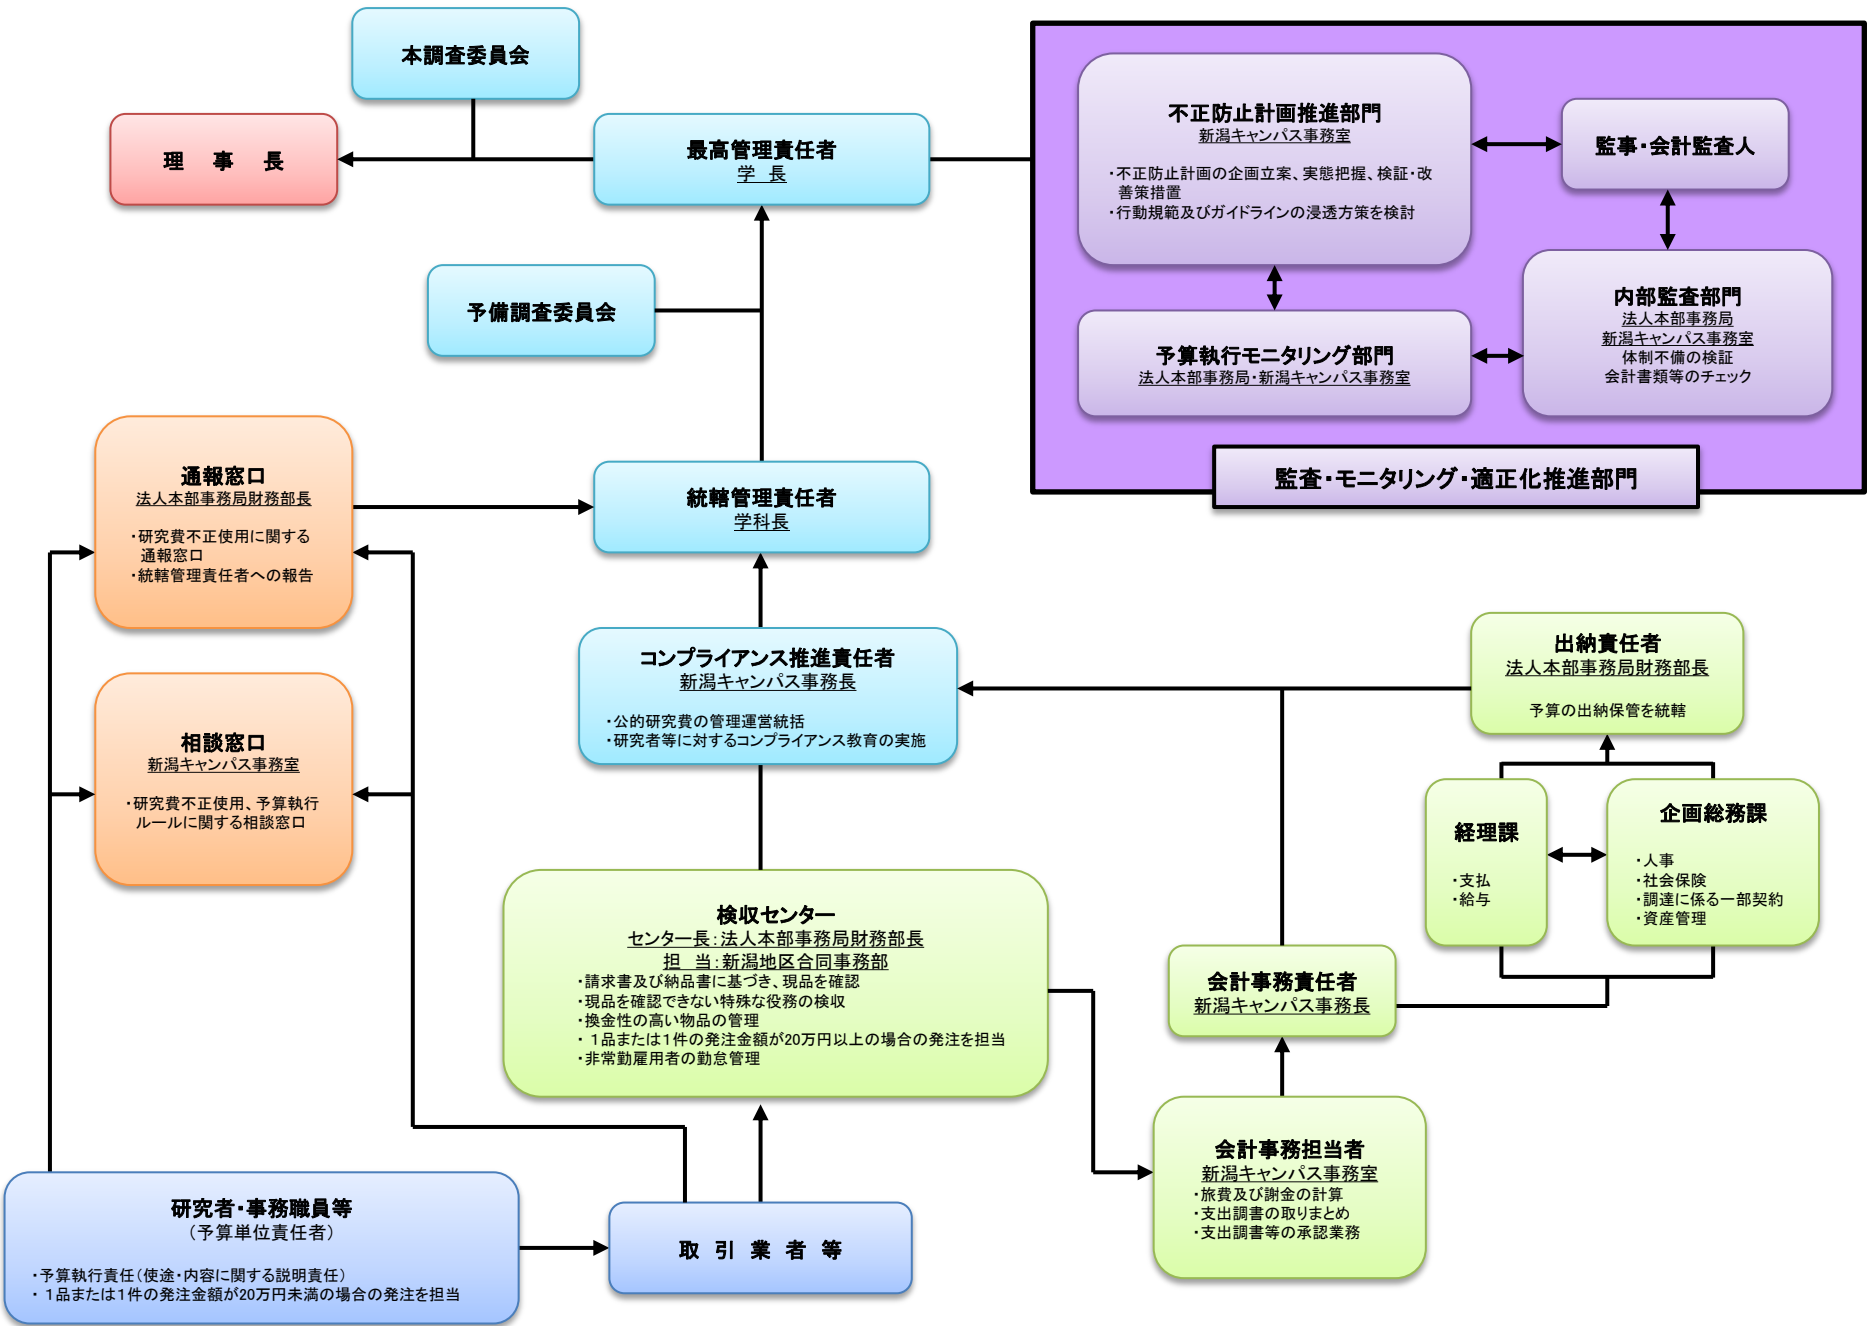 本調査委員会
理 事 長
最高管理責任者
学 長
予備調査委員会
不正防止計画推進部門
新潟キャンパス事務室
・不正防止計画の企画立案、実態把握、検証・改
善策措置
・行動規範及びガイドラインの浸透方策を検討
監事・会計監査人
内部監査部門
法人本部事務局
新潟キャンパス事務室
体制不備の検証
会計書類等のチェック
予算執行モニタリング部門
法人本部事務局・新潟キャンパス事務室
監査・モニタリング・適正化推進部門
通報窓口
法人本部事務局財務部長
・研究費不正使用に関する
通報窓口
・統轄管理責任者への報告
統轄管理責任者
学科長
相談窓口
新潟キャンパス事務室
・研究費不正使用、予算執行
ルールに関する相談窓口
コンプライアンス推進責任者
新潟キャンパス事務長
・公的研究費の管理運営統括
・研究者等に対するコンプライアンス教育の実施
出納責任者
法人本部事務局財務部長
予算の出納保管を統轄
経理課
・支払
・給与
企画総務課
・人事
・社会保険
・調達に係る一部契約
・資産管理
検収センター
センター長：法人本部事務局財務部長
担 当：新潟地区合同事務部
・請求書及び納品書に基づき、現品を確認
・現品を確認できない特殊な役務の検収
・換金性の高い物品の管理
・１品または１件の発注金額が20万円以上の場合の発注を担当
・非常勤雇用者の勤怠管理
会計事務責任者
新潟キャンパス事務長
会計事務担当者
新潟キャンパス事務室
・旅費及び謝金の計算
・支出調書の取りまとめ
・支出調書等の承認業務
研究者・事務職員等
（予算単位責任者）
・予算執行責任（使途・内容に関する説明責任）
・１品または１件の発注金額が20万円未満の場合の発注を担当
取 引 業 者 等